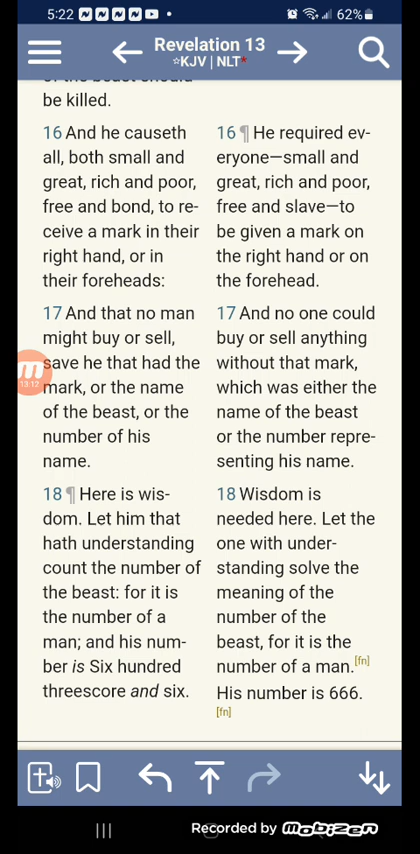 5:22
62%
Revelation 13
☆KJV | NLT*
of the beast should
be killed.
16 And he causeth
all, both small and
great, rich and poor,
free and bond, to re-
ceive a mark in their
right hand, or in
their foreheads:
17 And that no man
might buy or sell,
save he that had the
mark, or the name
of the beast, or the
number of his
name.
18 ¶ Here is wis-
dom. Let him that
hath understanding
count the number of
the beast: for it is
the number of a
man; and his num-
ber is Six hundred
threescore and six.
16 ¶ He required ev-
eryone—small and
great, rich and poor,
free and slave—to
be given a mark on
the right hand or on
the forehead.
17 And no one could
buy or sell anything
without that mark,
which was either the
name of the beast
or the number repre-
senting his name.
18 Wisdom is
needed here. Let the
one with under-
standing solve the
meaning of the
number of the
beast, for it is the
number of a man.[fn]
His number is 666.
[fn]
13:12
Recorded by mobizen